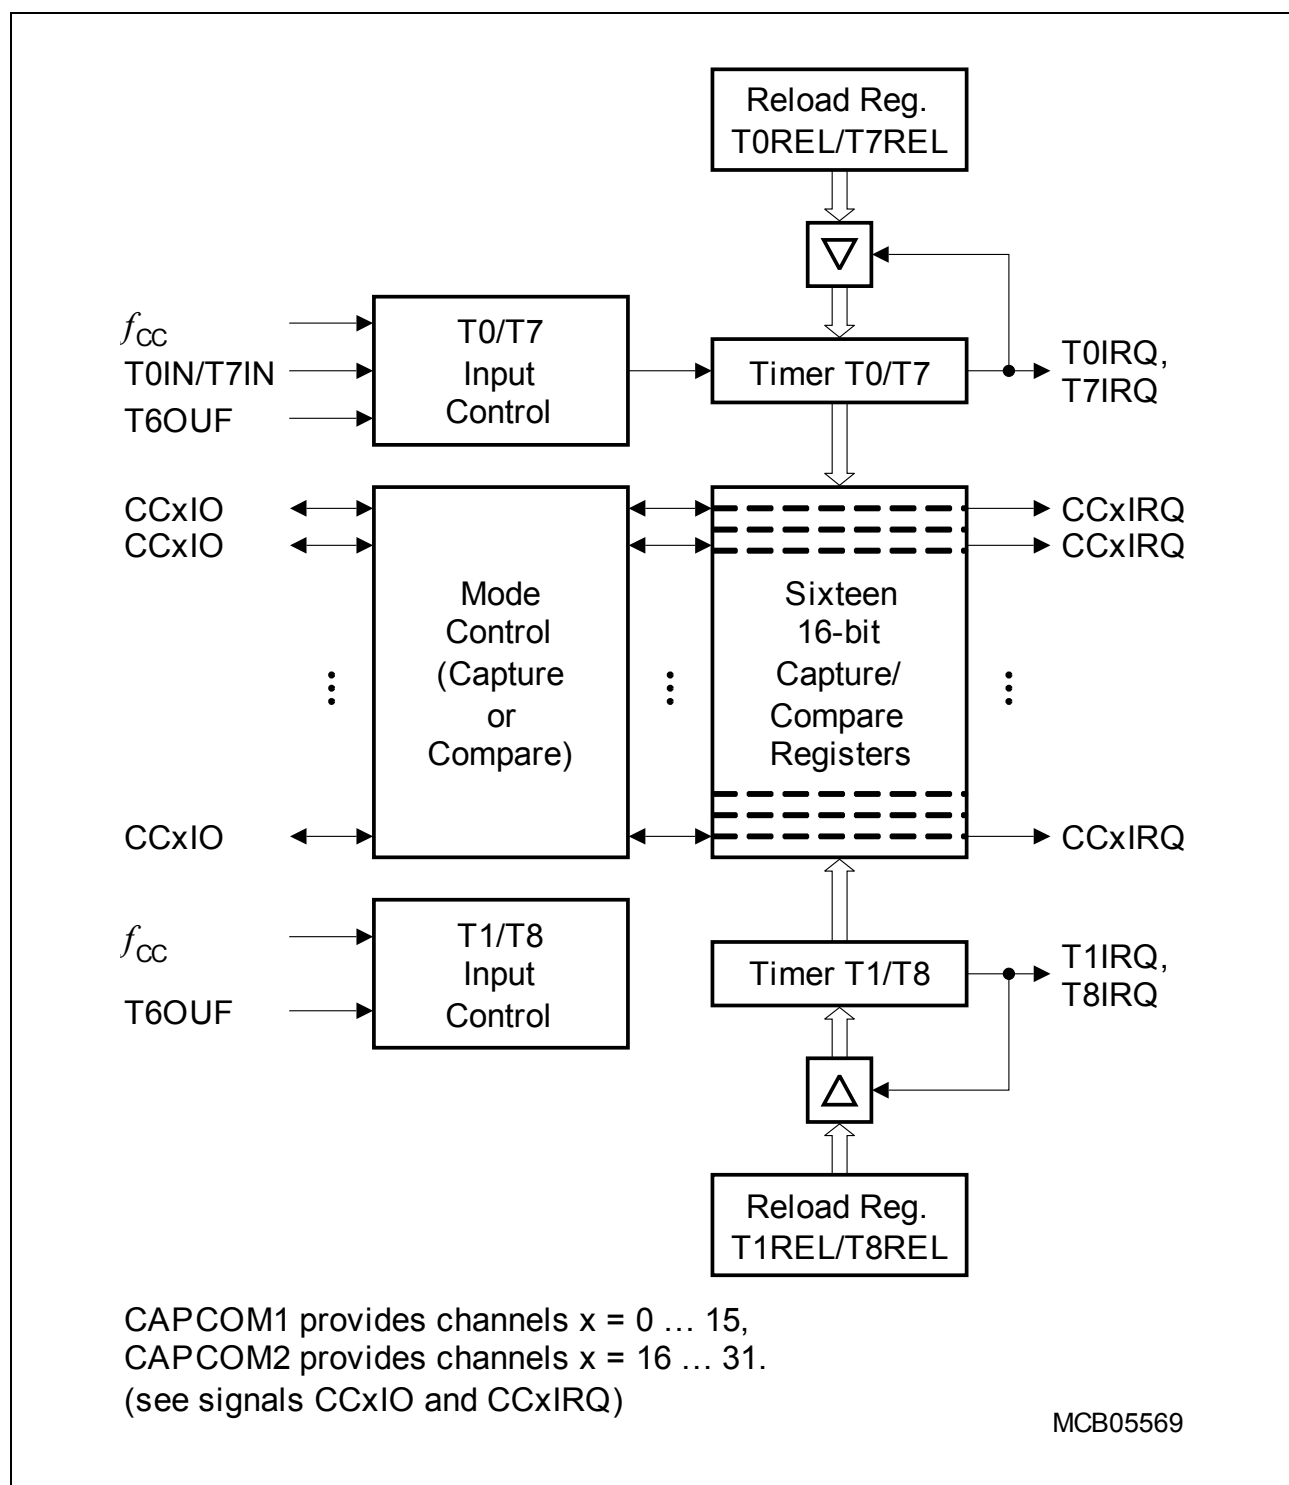 Reload Reg.
T0REL/T7REL
fCC
T0IN/T7IN
T6OUF
T0/T7
Input
Control
Timer T0/T7
T0IRQ,
T7IRQ
CCxIO
CCxIO
CCxIO
Mode
Control
(Capture
or
Compare)
Sixteen
16-bit
Capture/
Compare
Registers
CCxIRQ
CCxIRQ
CCxIRQ
fCC
T6OUF
T1/T8
Input
Control
Timer T1/T8
T1IRQ,
T8IRQ
Reload Reg.
T1REL/T8REL
CAPCOM1 provides channels x = 0 … 15,
CAPCOM2 provides channels x = 16 … 31.
(see signals CCxIO and CCxIRQ)
MCB05569